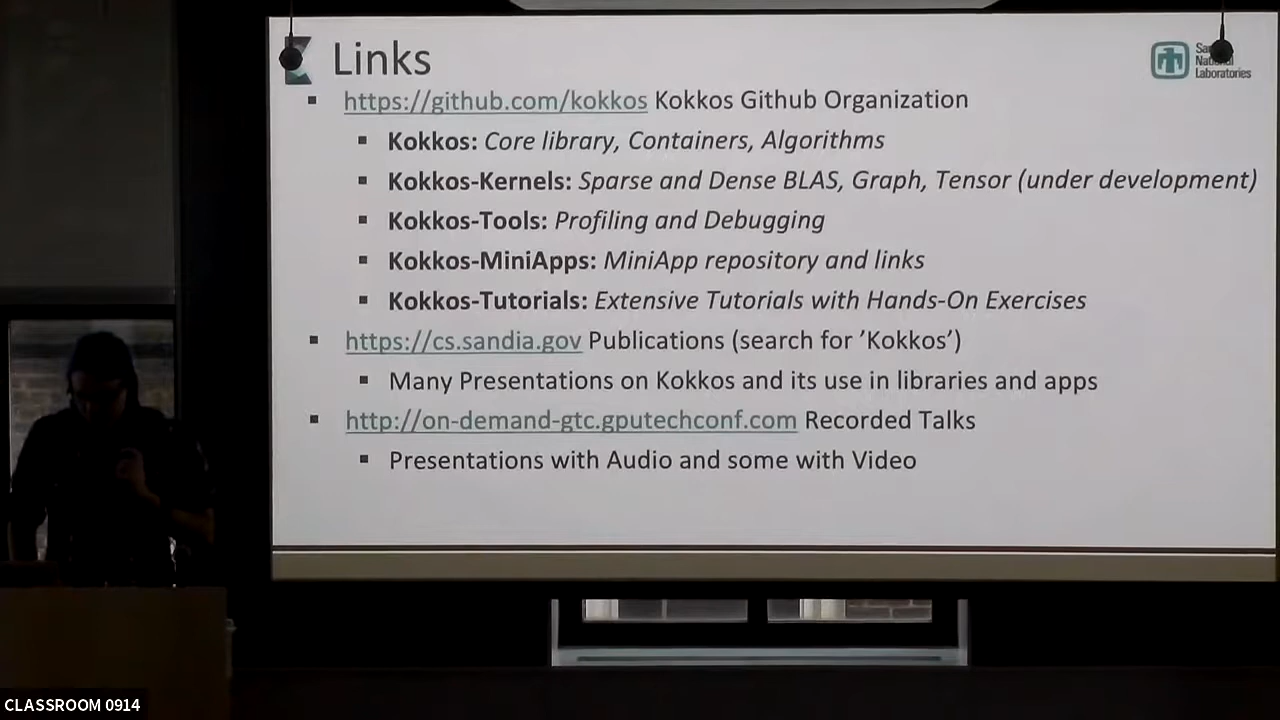 Links
Sandia National Laboratories
https://github.com/kokkos Kokkos Github Organization
Kokkos: Core library, Containers, Algorithms
Kokkos-Kernels: Sparse and Dense BLAS, Graph, Tensor (under development)
Kokkos-Tools: Profiling and Debugging
Kokkos-MiniApps: MiniApp repository and links
Kokkos-Tutorials: Extensive Tutorials with Hands-On Exercises
https://cs.sandia.gov Publications (search for ’Kokkos’)
Many Presentations on Kokkos and its use in libraries and apps
http://on-demand-gtc.gputechconf.com Recorded Talks
Presentations with Audio and some with Video
CLASSROOM 0914